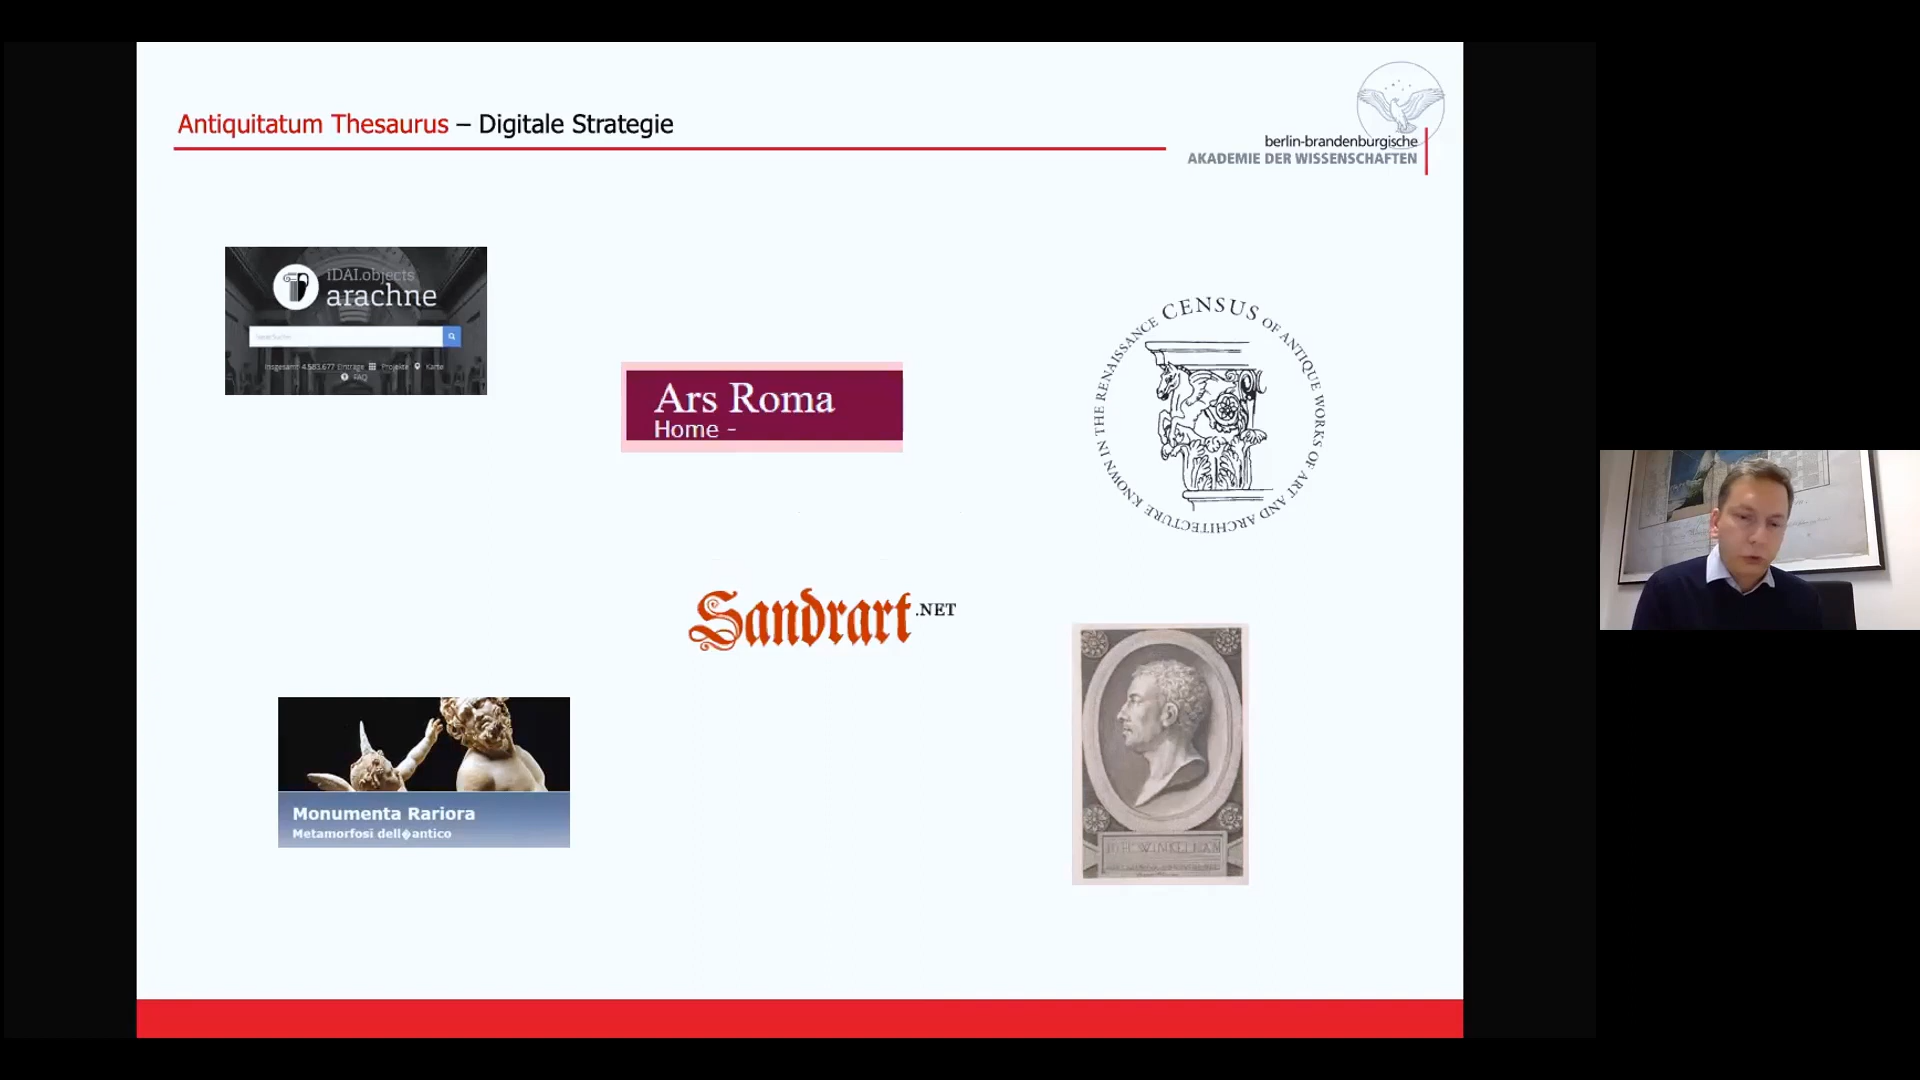 Antiquitatum Thesaurus – Digitale Strategie
berlin-brandenburgische
AKADEMIE DER WISSENSCHAFTEN
iDAI.objects
arachne
Insgesamt 4.583.677 Einträge Projekte Karte
FAQ
Ars Roma
Home -
CENSUS OF ANTIQUE WORKS OF ART AND ARCHITECTURE KNOWN IN THE RENAISSANCE
Sandrart.NET
Monumenta Rariora
Metamorfosi dell�antico